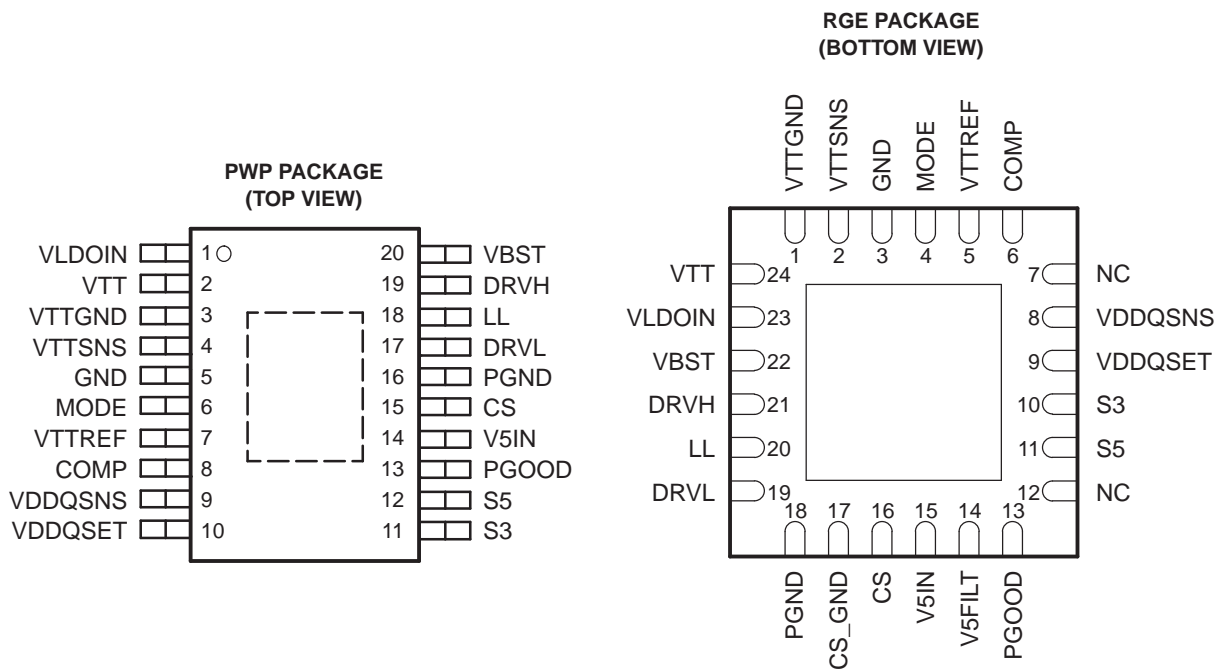 RGE PACKAGE
(BOTTOM VIEW)
VTTGND
VTTSNS
GND
MODE
VTTREF
COMP
1
2
3
4
5
6
VTT 24
VLDOIN 23
VBST 22
DRVH 21
LL 20
DRVL 19
7 NC
8 VDDQSNS
9 VDDQSET
10 S3
11 S5
12 NC
18
17
16
15
14
13
PGND
CS_GND
CS
V5IN
V5FILT
PGOOD
PWP PACKAGE
(TOP VIEW)
VLDOIN 1 20 VBST
VTT 2 19 DRVH
VTTGND 3 18 LL
VTTSNS 4 17 DRVL
GND 5 16 PGND
MODE 6 15 CS
VTTREF 7 14 V5IN
COMP 8 13 PGOOD
VDDQSNS 9 12 S5
VDDQSET 10 11 S3